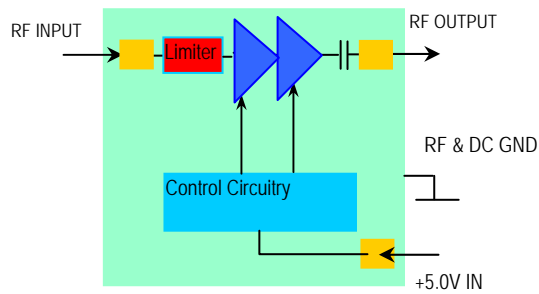 RF INPUT
RF OUTPUT
Limiter
RF & DC GND
Control Circuitry
+5.0V IN